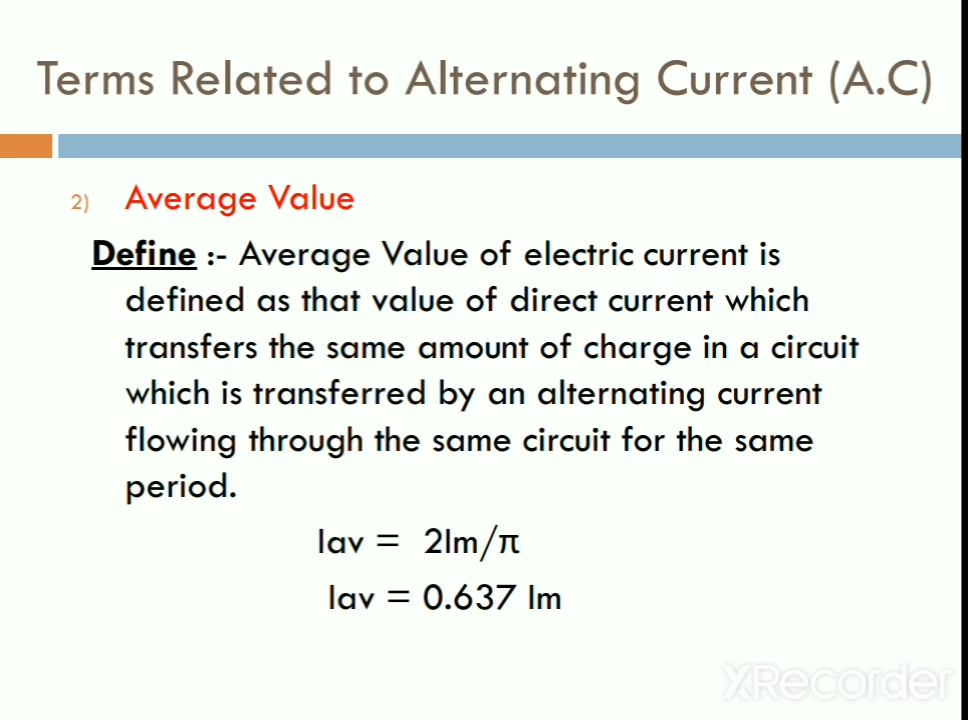 Terms Related to Alternating Current (A.C)
2) Average Value
Define :- Average Value of electric current is
defined as that value of direct current which
transfers the same amount of charge in a circuit
which is transferred by an alternating current
flowing through the same circuit for the same
period.
Iav = 2Im/π
Iav = 0.637 Im
XRecorder